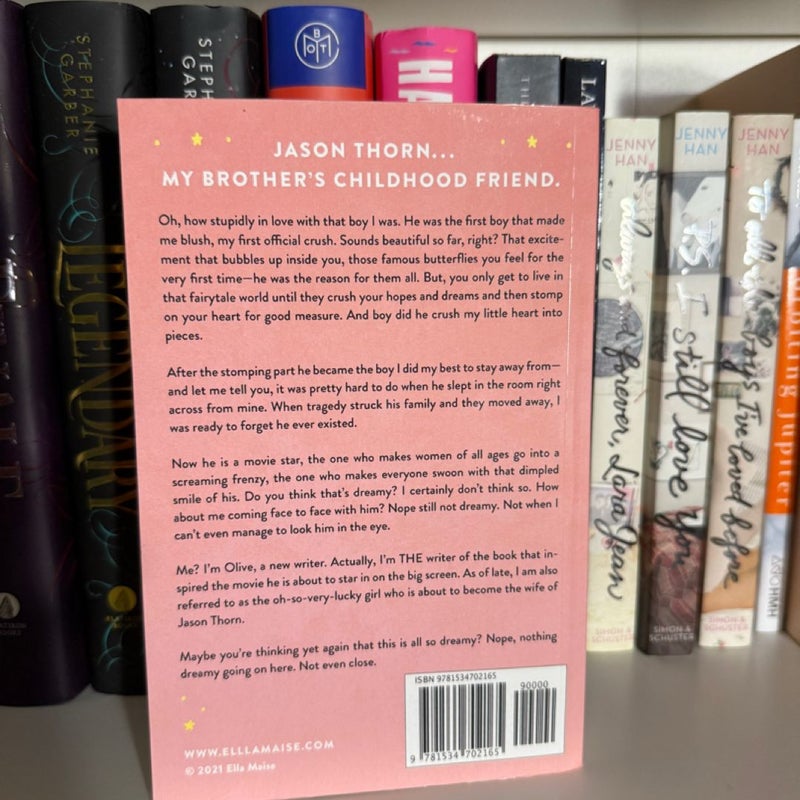 STEPHANIE
GARBER
LEGENDARY
STEPH
GAR
BOT
M
HA
TH
LA
JASON THORN...
MY BROTHER'S CHILDHOOD FRIEND.
Oh, how stupidly in love with that boy I was. He was the first boy that made
me blush, my first official crush. Sounds beautiful so far, right? That excite-
ment that bubbles up inside you, those famous butterflies you feel for the
very first time—he was the reason for them all. But, you only get to live in
that fairytale world until they crush your hopes and dreams and then stomp
on your heart for good measure. And boy did he crush my little heart into
pieces.
After the stomping part he became the boy I did my best to stay away from—
and let me tell you, it was pretty hard to do when he slept in the room right
across from mine. When tragedy struck his family and they moved away, I
was ready to forget he ever existed.
Now he is a movie star, the one who makes women of all ages go into a
screaming frenzy, the one who makes everyone swoon with that dimpled
smile of his. Do you think that's dreamy? I certainly don't think so. How
about me coming face to face with him? Nope still not dreamy. Not when I
can't even manage to look him in the eye.
Me? I'm Olive, a new writer. Actually, I'm THE writer of the book that in-
spired the movie he is about to star in on the big screen. As of late, I am also
referred to as the oh-so-very-lucky girl who is about to become the wife of
Jason Thorn.
Maybe you're thinking yet again that this is all so dreamy? Nope, nothing
dreamy going on here. Not even close.
WWW.ELLLAMAISE.COM
© 2021 Ella Maise
ISBN 9781534702165
90000
9 781534 702165
JENNY
HAN
always and forever, Lara Jean
SIMON &
SCHUSTER
JENNY
HAN
P.S. I still love you
SIMON &
SCHUSTER
JENNY
HAN
to all the boys I've loved before
SIMON &
SCHUSTER
orbiting jupiter
HMH